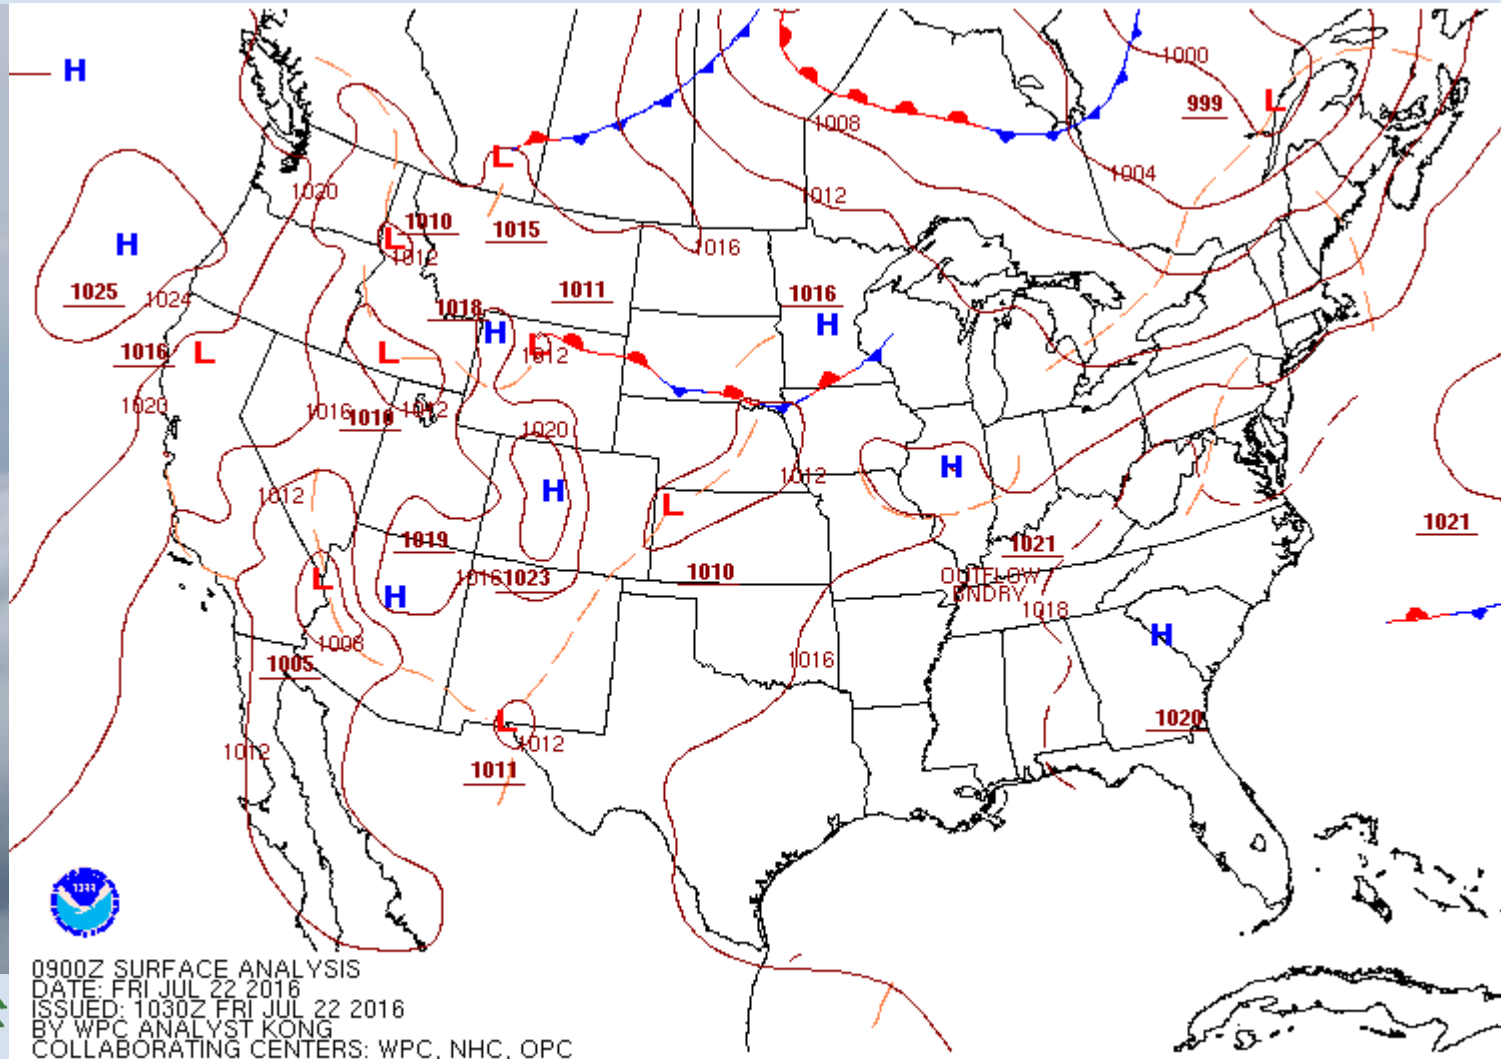 H
1000
999
L
1008
1004
L
1020
1012
1010
1015
L
1012
1016
H
1025
1024
1018
1011
1016
H
H
1016
L
L
L
1012
1020
1016
1019
1012
1020
H
1012
H
1012
L
1019
1021
1021
1016
1023
1010
OUTFLOW
BNDRY
L
H
1018
1008
H
1005
1016
1020
L
1012
1012
1011
0900Z SURFACE ANALYSIS
DATE: FRI JUL 22 2016
ISSUED: 1030Z FRI JUL 22 2016
BY WPC ANALYST KONG
COLLABORATING CENTERS: WPC, NHC, OPC